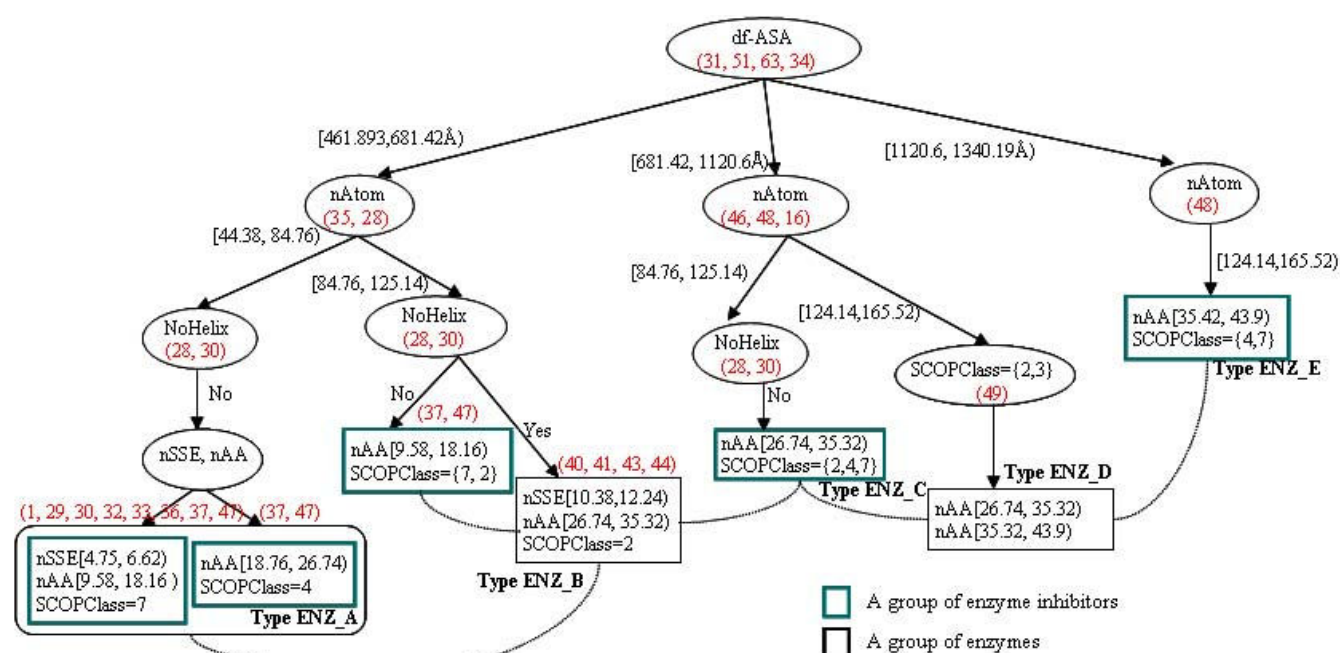 df-ASA
(31, 51, 63, 34)
[461.893,681.42Å)
[681.42, 1120.6Å)
[1120.6, 1340.19Å)
nAtom
(35, 28)
nAtom
(46, 48, 16)
nAtom
(48)
[44.38, 84.76)
[84.76, 125.14)
[84.76, 125.14)
[124.14,165.52)
[124.14,165.52)
NoHelix
(28, 30)
NoHelix
(28, 30)
NoHelix
(28, 30)
SCOPClass={2,3}
(49)
nAA[35.42, 43.9)
SCOPClass={4,7}
Type ENZ_E
No
No
(37, 47)
Yes
No
nSSE, nAA
nAA[9.58, 18.16)
SCOPClass={7, 2}
(40, 41, 43, 44)
nAA[26.74, 35.32)
SCOPClass={2,4,7}
Type ENZ_C
Type ENZ_D
(1, 29, 30, 32, 33, 36, 37, 47)
(37, 47)
nSSE[10.38,12.24)
nAA[26.74, 35.32)
SCOPClass=2
Type ENZ_B
nAA[26.74, 35.32)
nAA[35.32, 43.9)
nSSE[4.75, 6.62)
nAA[9.58, 18.16 )
SCOPClass=7
nAA[18.76, 26.74)
SCOPClass=4
Type ENZ_A
A group of enzyme inhibitors
A group of enzymes